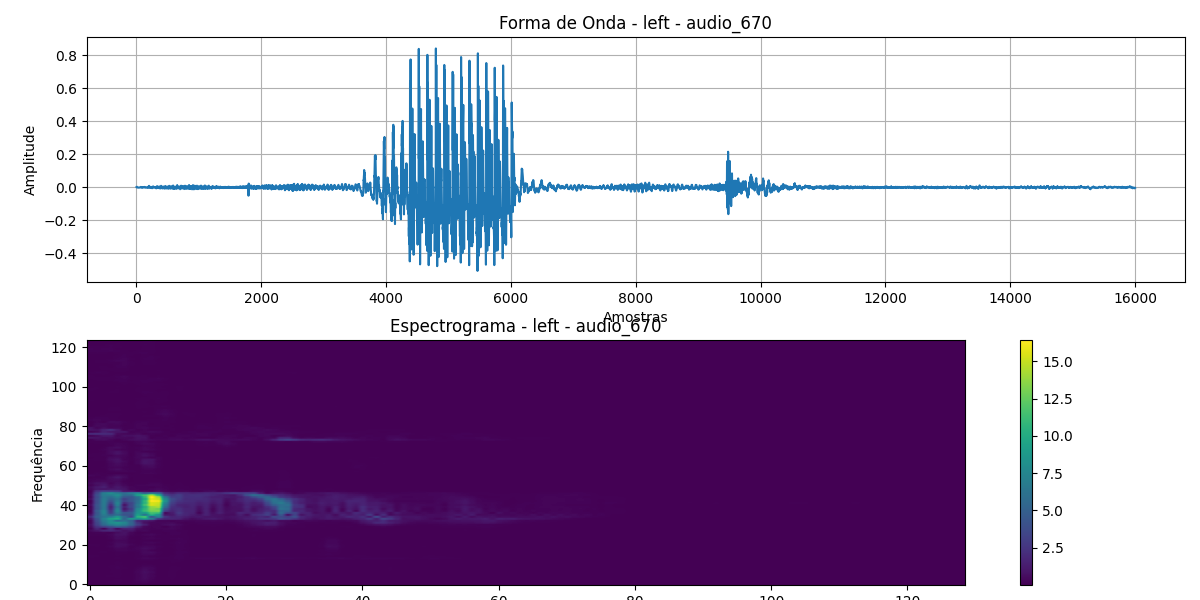 Forma de Onda - left - audio_670
0.8
0.6
0.4
0.2
0.0
−0.2
−0.4
Amplitude
0 2000 4000 6000 8000 10000 12000 14000 16000
Amostras
Espectrograma - left - audio_670
120
100
80
60
40
20
0
Frequência
0 20 40 60 80 100 120
15.0
12.5
10.0
7.5
5.0
2.5